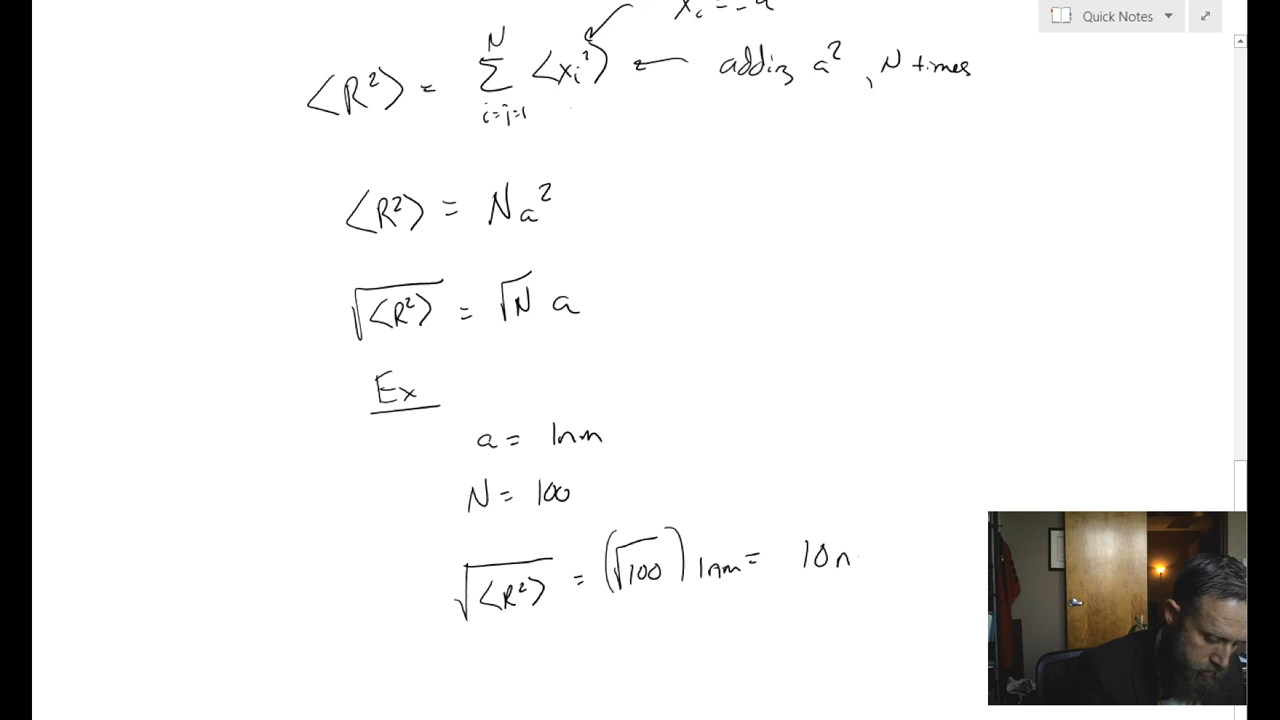 Quick Notes
x_i = -a
⟨R²⟩ = Σ_{i=j=1}^{N} ⟨x_i²⟩ ← adding a², N times
⟨R²⟩ = Na²
√⟨R²⟩ = √N a
Ex
a = 1nm
N = 100
√⟨R²⟩ = (√100) 1nm = 10n